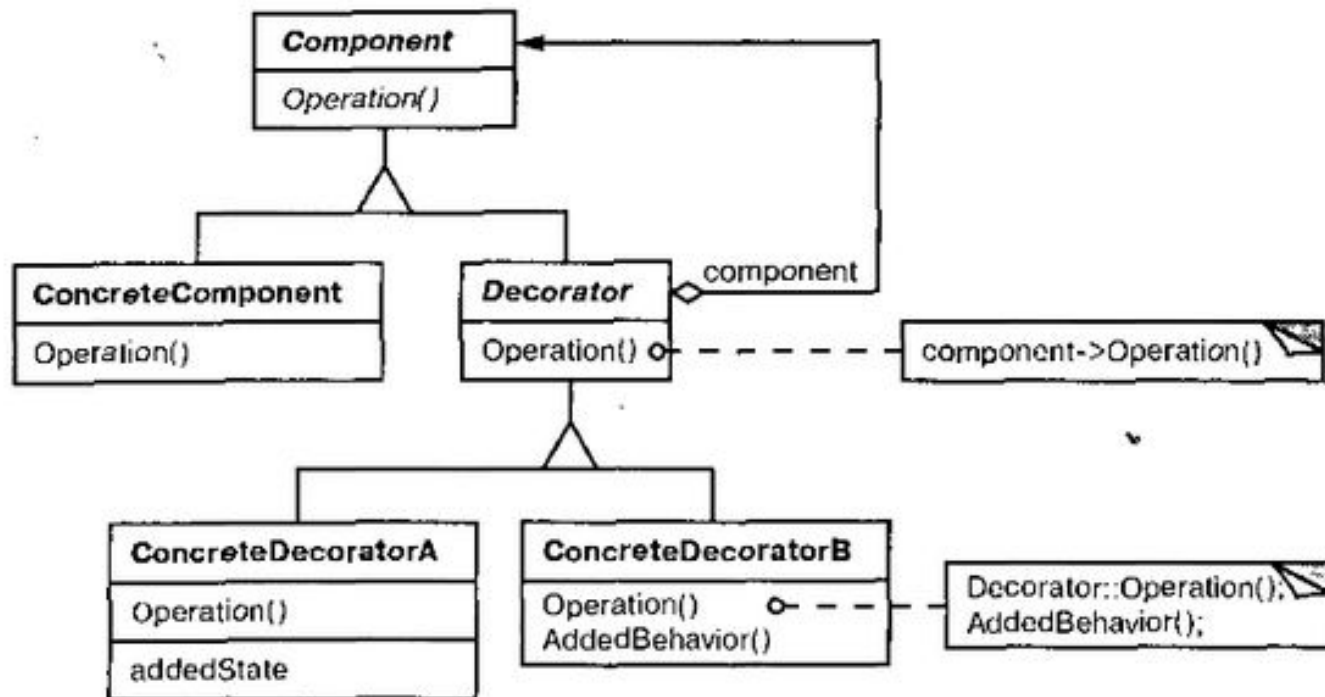 Component
Operation()
ConcreteComponent
Operation()
Decorator
component
Operation()
component->Operation()
ConcreteDecoratorA
Operation()
addedState
ConcreteDecoratorB
Operation()
AddedBehavior()
Decorator::Operation();
AddedBehavior();